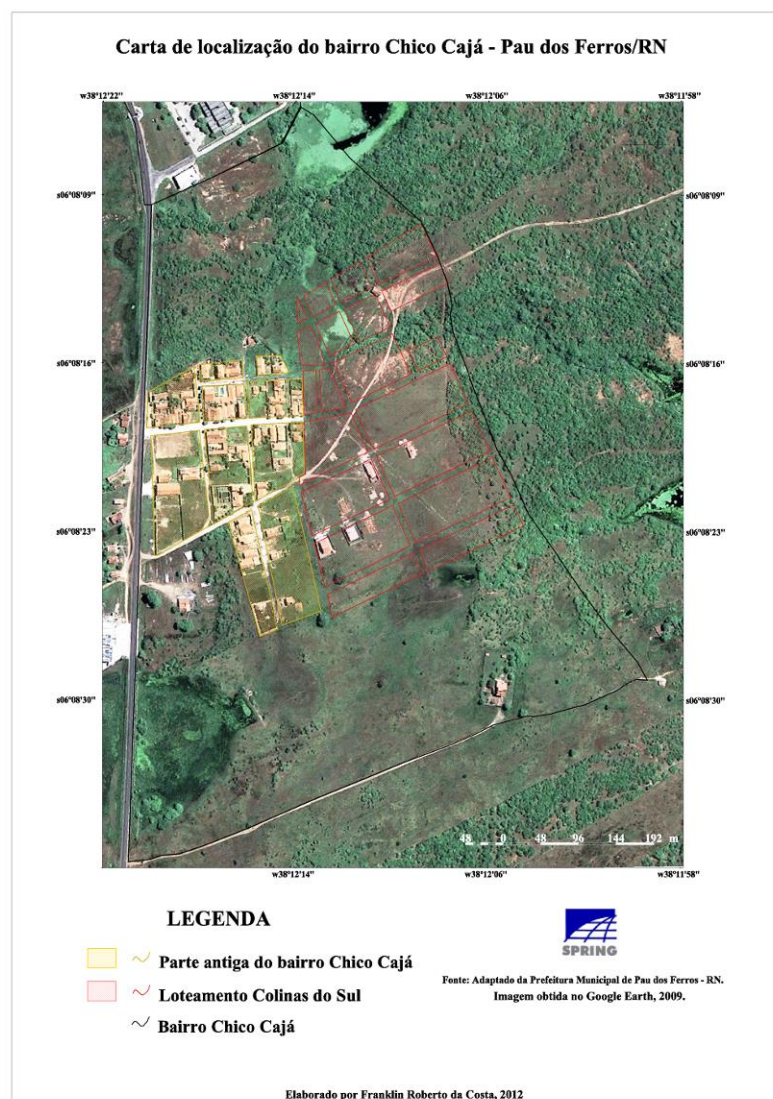 Carta de localização do bairro Chico Cajá - Pau dos Ferros/RN
w38°12'22" w38°12'14" w38°12'06" w38°11'58"
s06°08'09" s06°08'09"
s06°08'16" s06°08'16"
s06°08'23" s06°08'23"
s06°08'30" s06°08'30"
48 0 48 96 144 192 m
w38°12'14" w38°12'06" w38°11'58"
LEGENDA
Parte antiga do bairro Chico Cajá
Loteamento Colinas do Sul
Bairro Chico Cajá
SPRING
Fonte: Adaptado da Prefeitura Municipal de Pau dos Ferros - RN.
Imagem obtida no Google Earth, 2009.
Elaborado por Franklin Roberto da Costa, 2012